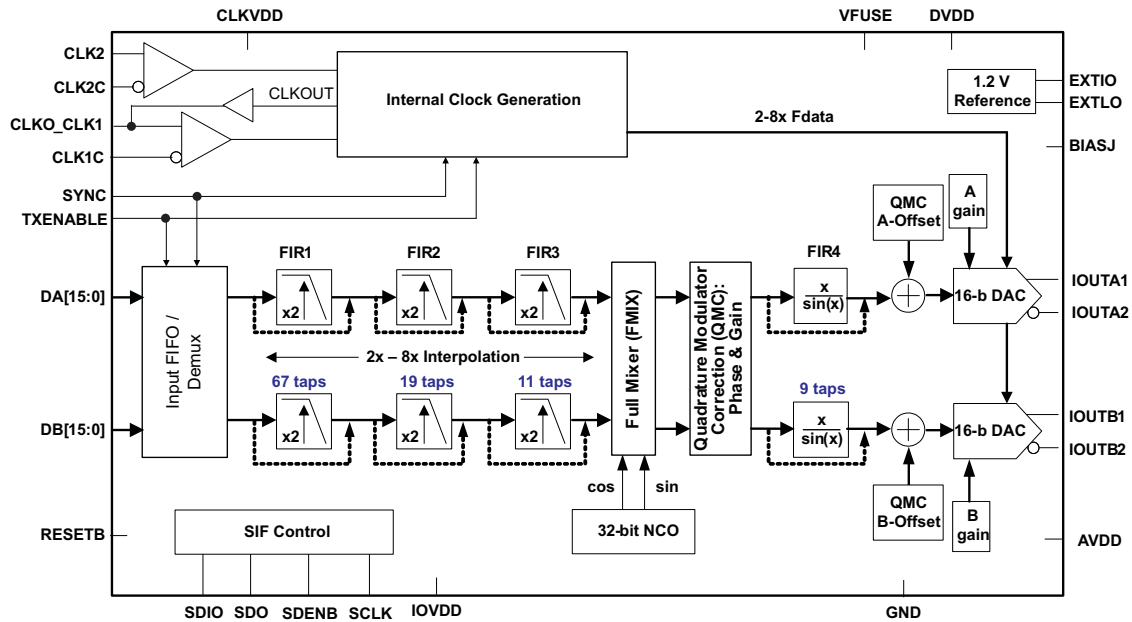 CLKVDD
VFUSE
DVDD
CLK2
CLK2C
CLKOUT
CLKO_CLK1
CLK1C
SYNC
TXENABLE
Internal Clock Generation
2-8x Fdata
1.2 V
Reference
EXTIO
EXTLO
BIASJ
QMC
A-Offset
A
gain
FIR1
FIR2
FIR3
FIR4
DA[15:0]
x2
x2
x2
x
sin(x)
16-b DAC
IOUTA1
IOUTA2
Input FIFO /
Demux
2x – 8x Interpolation
Full Mixer (FMIX)
Quadrature Modulator
Correction (QMC):
Phase & Gain
67 taps
19 taps
11 taps
9 taps
DB[15:0]
x2
x2
x2
x
sin(x)
16-b DAC
IOUTB1
IOUTB2
cos
sin
QMC
B-Offset
B
gain
32-bit NCO
RESETB
SIF Control
AVDD
SDIO
SDO
SDENB
SCLK
IOVDD
GND